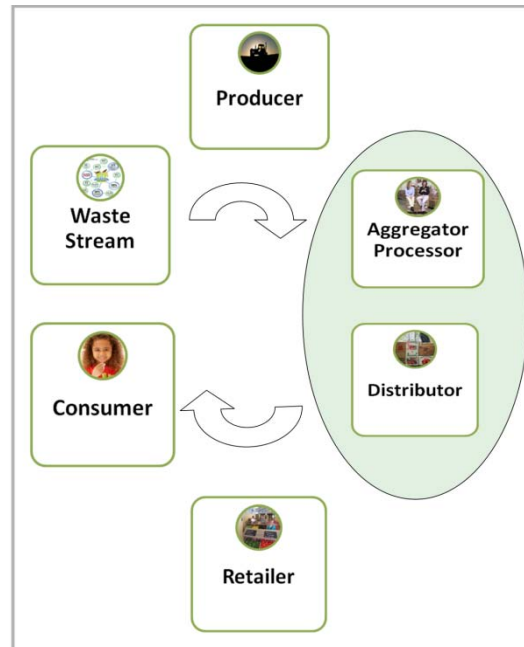 Producer
Waste
Stream
Aggregator
Processor
Consumer
Distributor
Retailer